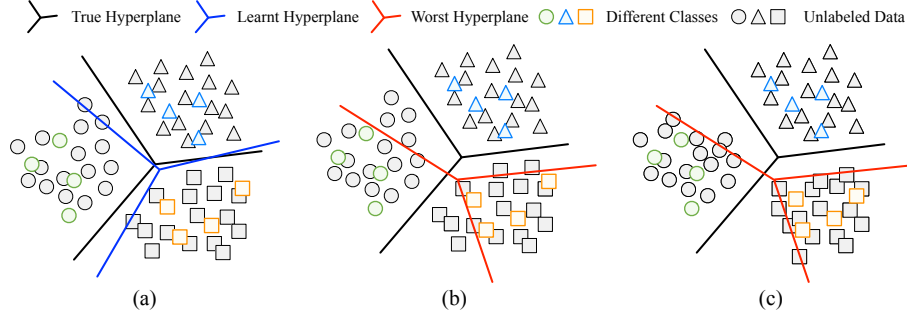 True Hyperplane Learnt Hyperplane Worst Hyperplane Different Classes Unlabeled Data
(a) (b) (c)